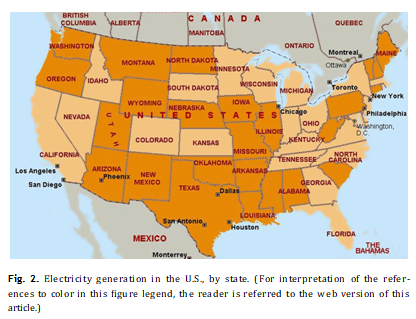 CANADA
BRITISH
COLUMBIA
ALBERTA
MANITOBA
ONTARIO
QUEBEC
WASHINGTON
MONTANA
NORTH DAKOTA
MINNESOTA
Montreal
Ottawa
MAINE
OREGON
IDAHO
SOUTH DAKOTA
WISCONSIN
MICHIGAN
Toronto
WYOMING
NEBRASKA
IOWA
Chicago
New York
Philadelphia
NEVADA
UTAH
UNITED STATES
ILLINOIS
OHIO
Washington,
D.C.
COLORADO
KANSAS
MISSOURI
KENTUCKY
CALIFORNIA
Los Angeles
San Diego
ARIZONA
Phoenix
NEW
MEXICO
OKLAHOMA
ARKANSAS
TENNESSEE
NORTH
CAROLINA
TEXAS
Dallas
ALABAMA
GEORGIA
San Antonio
Houston
LOUISIANA
FLORIDA
MEXICO
Monterrey
THE
BAHAMAS
Fig. 2. Electricity generation in the U.S., by state. (For interpretation of the refer-
ences to color in this figure legend, the reader is referred to the web version of this
article.)